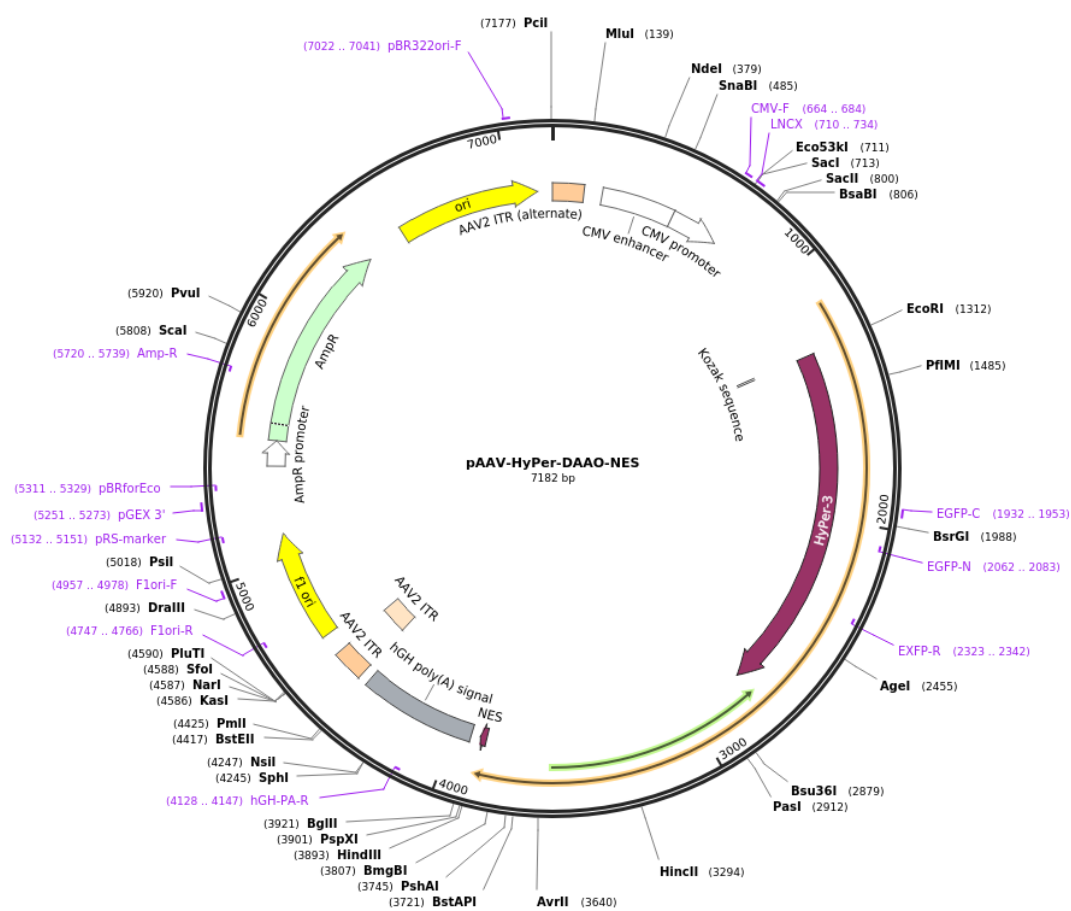 (7177) PciI
MluI (139)
NdeI (379)
SnaBI (485)
CMV-F (664 .. 684)
LNCX (710 .. 734)
Eco53kI (711)
SacI (713)
SacII (800)
BsaBI (806)
EcoRI (1312)
PflMI (1485)
EGFP-C (1932 .. 1953)
BsrGI (1988)
EGFP-N (2062 .. 2083)
EXFP-R (2323 .. 2342)
AgeI (2455)
Bsu36I (2879)
PasI (2912)
HincII (3294)
AvrII (3640)
(3721) BstAPI
(3745) PshAI
(3807) BmgBI
(3893) HindIII
(3901) PspXI
(3921) BglII
(4128 .. 4147) hGH-PA-R
(4245) SphI
(4247) NsiI
(4417) BstEII
(4425) PmlI
(4586) KasI
(4587) NarI
(4588) SfoI
(4590) PluTI
(4747 .. 4766) F1ori-R
(4893) DraIII
(4957 .. 4978) F1ori-F
(5018) PsiI
(5132 .. 5151) pRS-marker
(5251 .. 5273) pGEX 3'
(5311 .. 5329) pBRforEco
(5720 .. 5739) Amp-R
(5808) ScaI
(5920) PvuI
(7022 .. 7041) pBR322ori-F
1000
2000
3000
4000
5000
6000
7000
ori
AAV2 ITR (alternate)
CMV enhancer
CMV promoter
Kozak sequence
HyPer-3
NES
hGH poly(A) signal
AAV2 ITR
AAV2 ITR
f1 ori
AmpR promoter
AmpR
pAAV-HyPer-DAAO-NES
7182 bp